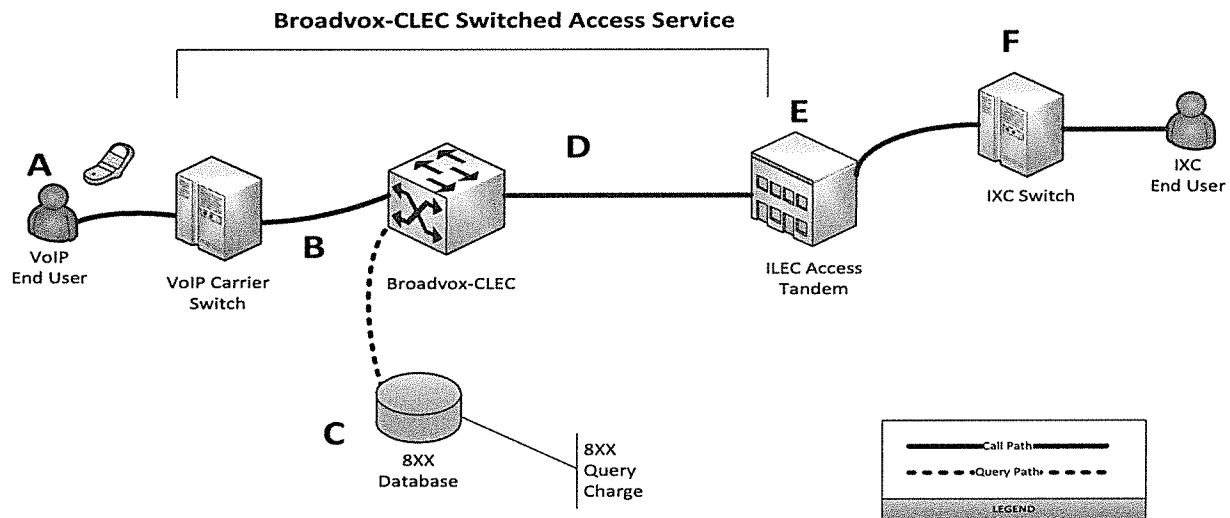 Broadvox-CLEC Switched Access Service
F
E
A
D
IXC
End User
IXC Switch
VoIP
End User
B
VoIP Carrier
Switch
Broadvox-CLEC
ILEC Access
Tandem
C
8XX
Database
8XX
Query
Charge
Call Path
Query Path
LEGEND